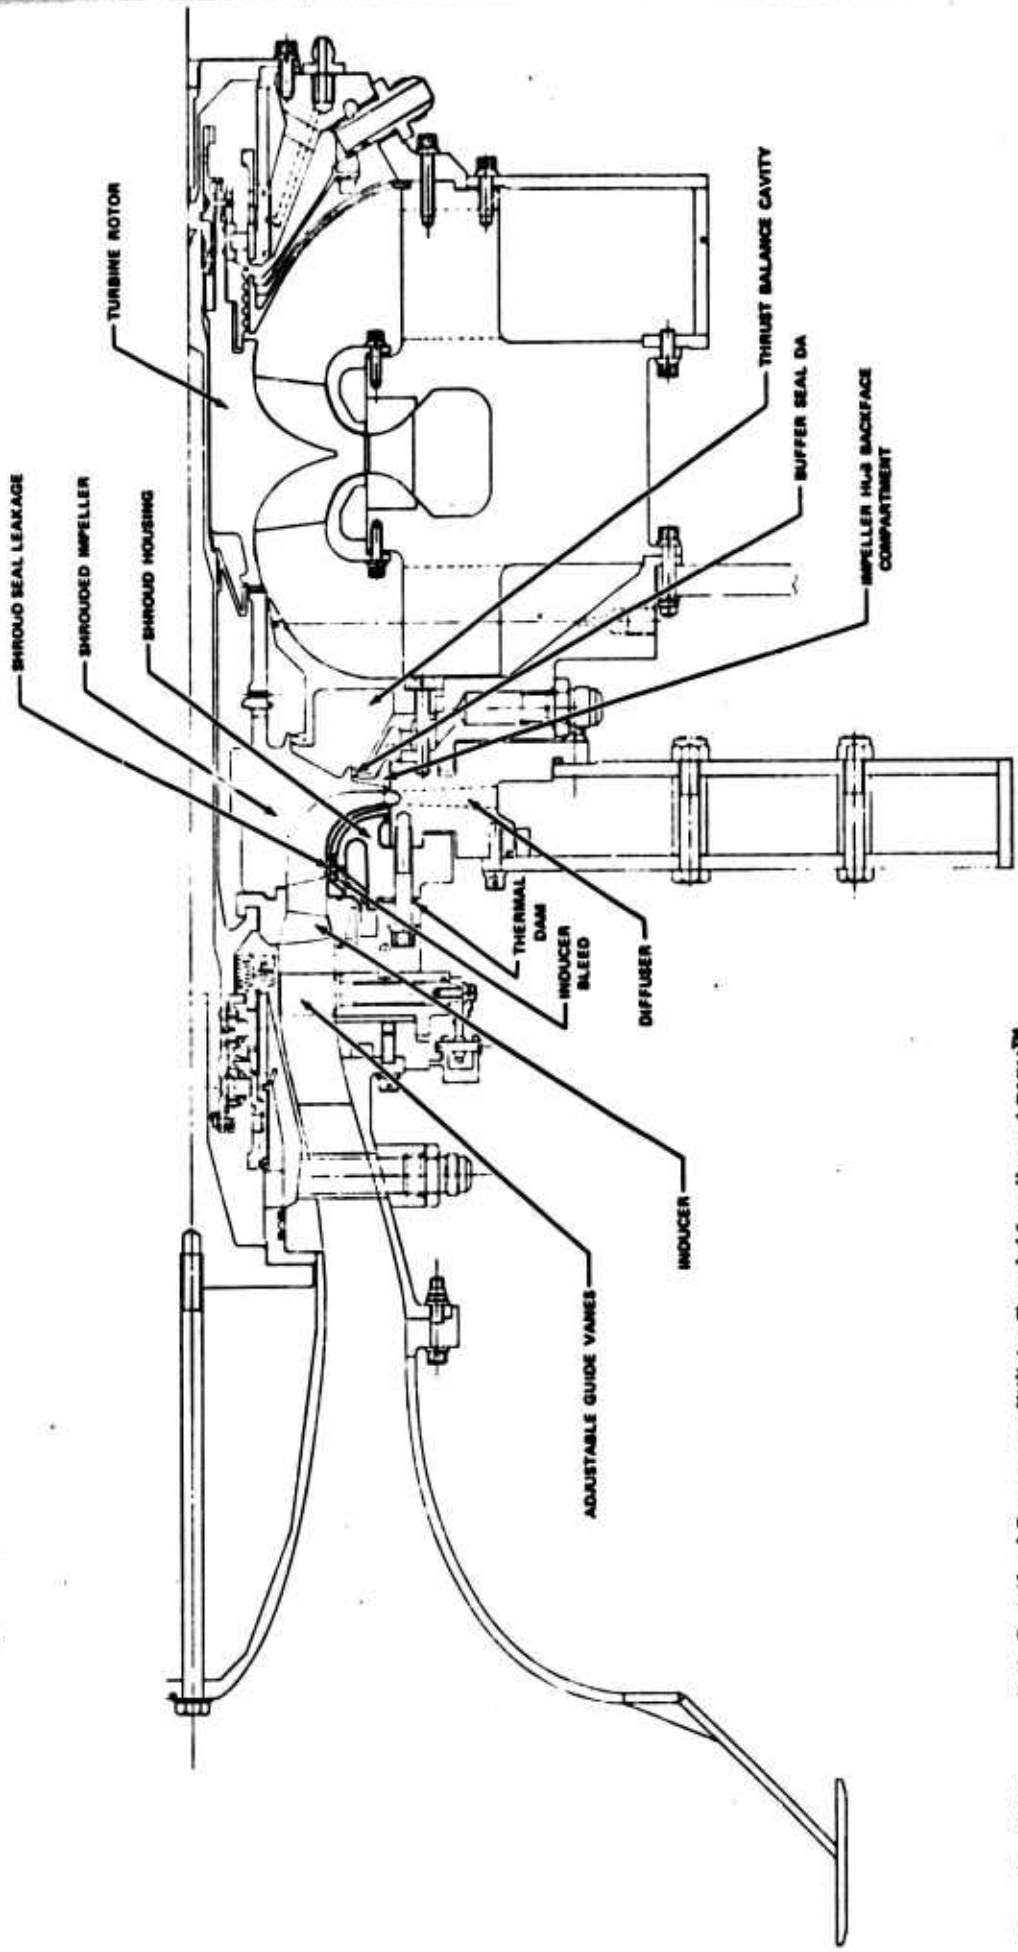 SHROUD SEAL LEAKAGE
SHROUDED IMPELLER
SHROUD HOUSING
TURBINE ROTOR
THRUST BALANCE CAVITY
BUFFER SEAL DA
IMPELLER HUB BACKFACE
COMPARTMENT
THERMAL
DAM
INDUCER
BLEED
DIFFUSER
INDUCER
ADJUSTABLE GUIDE VANES